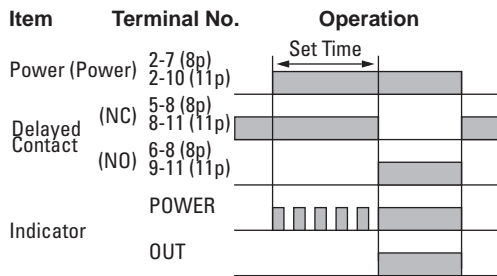 Item Terminal No. Operation
Set Time
Power (Power) 2-7 (8p)
2-10 (11p)
Delayed
Contact
(NC) 5-8 (8p)
8-11 (11p)
(NO) 6-8 (8p)
9-11 (11p)
Indicator
POWER
OUT